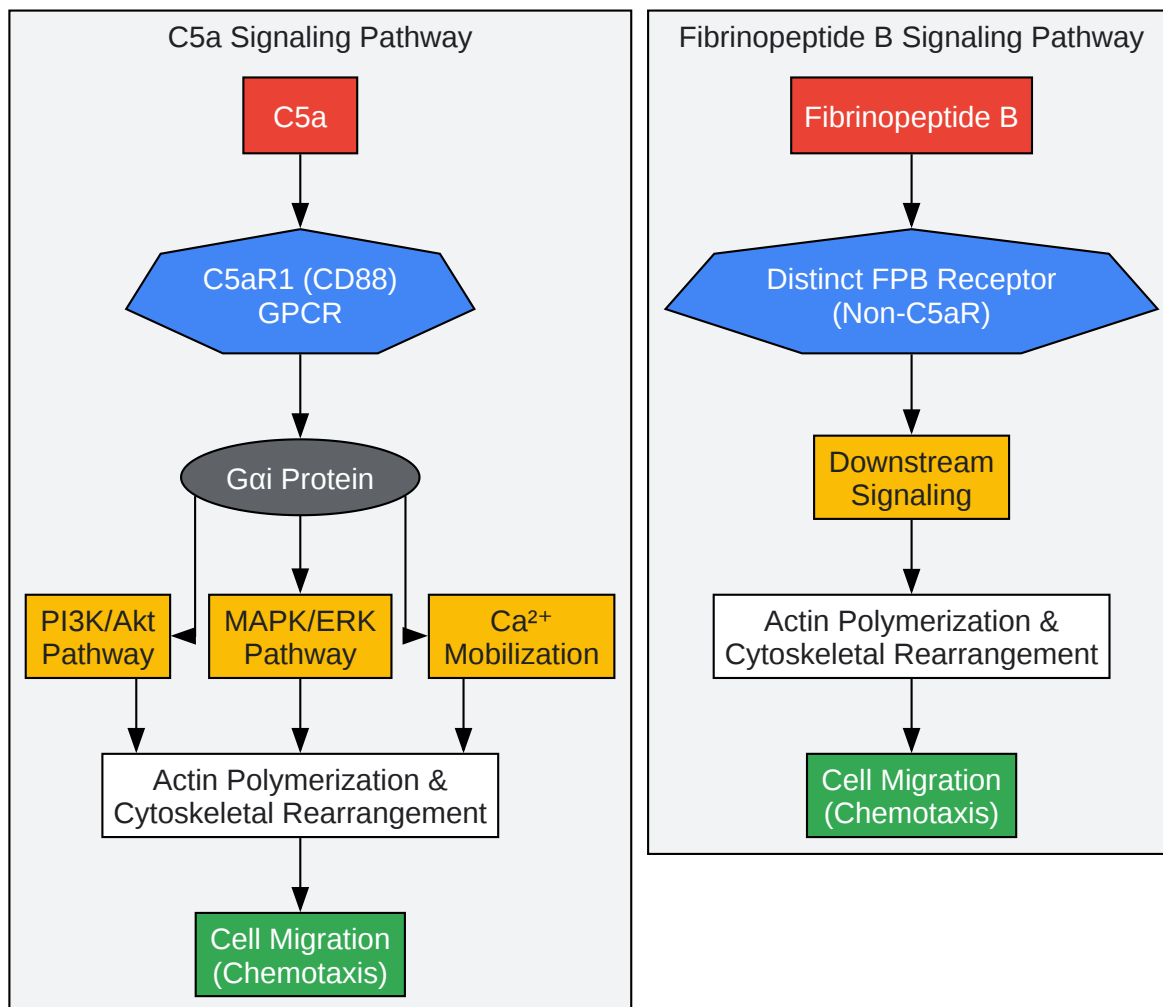 C5a Signaling Pathway
C5a
C5aR1 (CD88)
GPCR
Gαi Protein
PI3K/Akt
Pathway
MAPK/ERK
Pathway
Ca²⁺
Mobilization
Actin Polymerization &
Cytoskeletal Rearrangement
Cell Migration
(Chemotaxis)
Fibrinopeptide B Signaling Pathway
Fibrinopeptide B
Distinct FPB Receptor
(Non-C5aR)
Downstream
Signaling
Actin Polymerization &
Cytoskeletal Rearrangement
Cell Migration
(Chemotaxis)